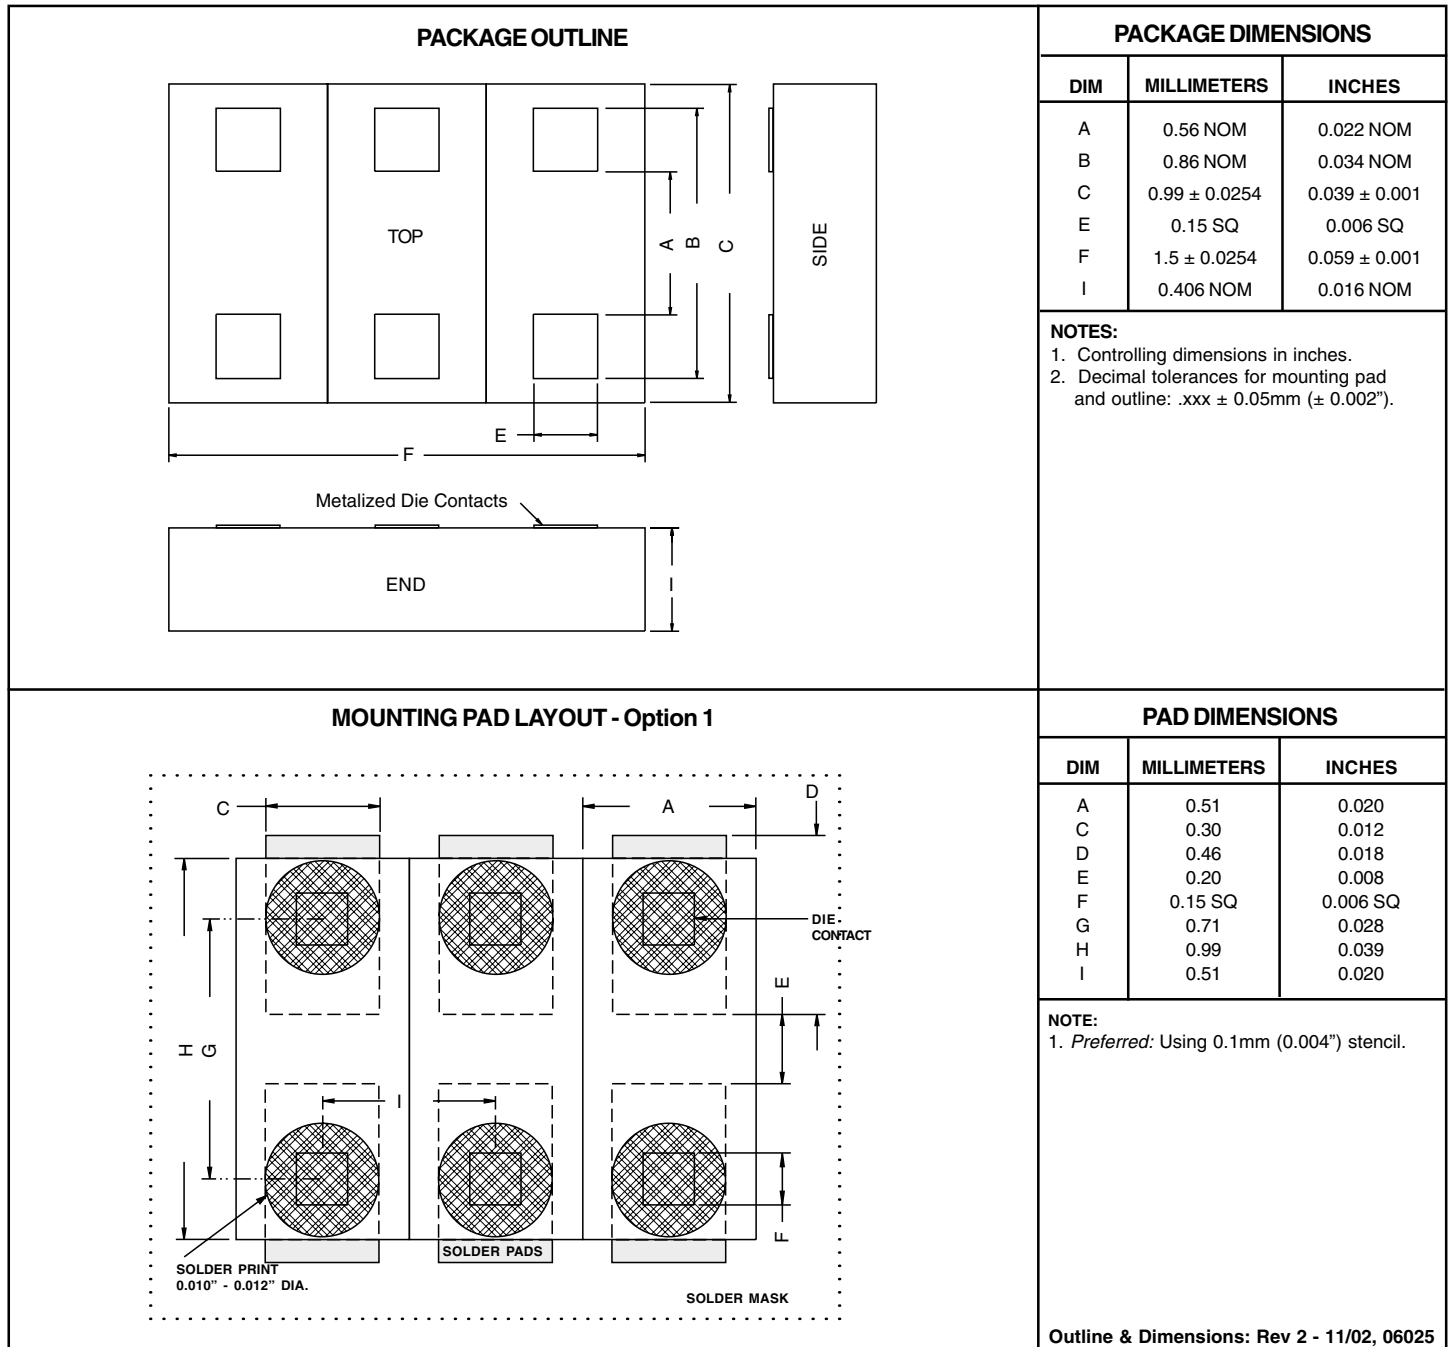 PACKAGE OUTLINE
TOP
A
B
C
SIDE
E
F
Metalized Die Contacts
END
I
PACKAGE DIMENSIONS
DIM MILLIMETERS INCHES
A 0.56 NOM 0.022 NOM
B 0.86 NOM 0.034 NOM
C 0.99 ± 0.0254 0.039 ± 0.001
E 0.15 SQ 0.006 SQ
F 1.5 ± 0.0254 0.059 ± 0.001
I 0.406 NOM 0.016 NOM
NOTES:
1. Controlling dimensions in inches.
2. Decimal tolerances for mounting pad
and outline: .xxx ± 0.05mm (± 0.002”).
MOUNTING PAD LAYOUT - Option 1
C
A
D
DIE
CONTACT
E
H
G
I
F
SOLDER PADS
SOLDER PRINT
0.010” - 0.012” DIA.
SOLDER MASK
PAD DIMENSIONS
DIM MILLIMETERS INCHES
A 0.51 0.020
C 0.30 0.012
D 0.46 0.018
E 0.20 0.008
F 0.15 SQ 0.006 SQ
G 0.71 0.028
H 0.99 0.039
I 0.51 0.020
NOTE:
1. Preferred: Using 0.1mm (0.004”) stencil.
Outline & Dimensions: Rev 2 - 11/02, 06025